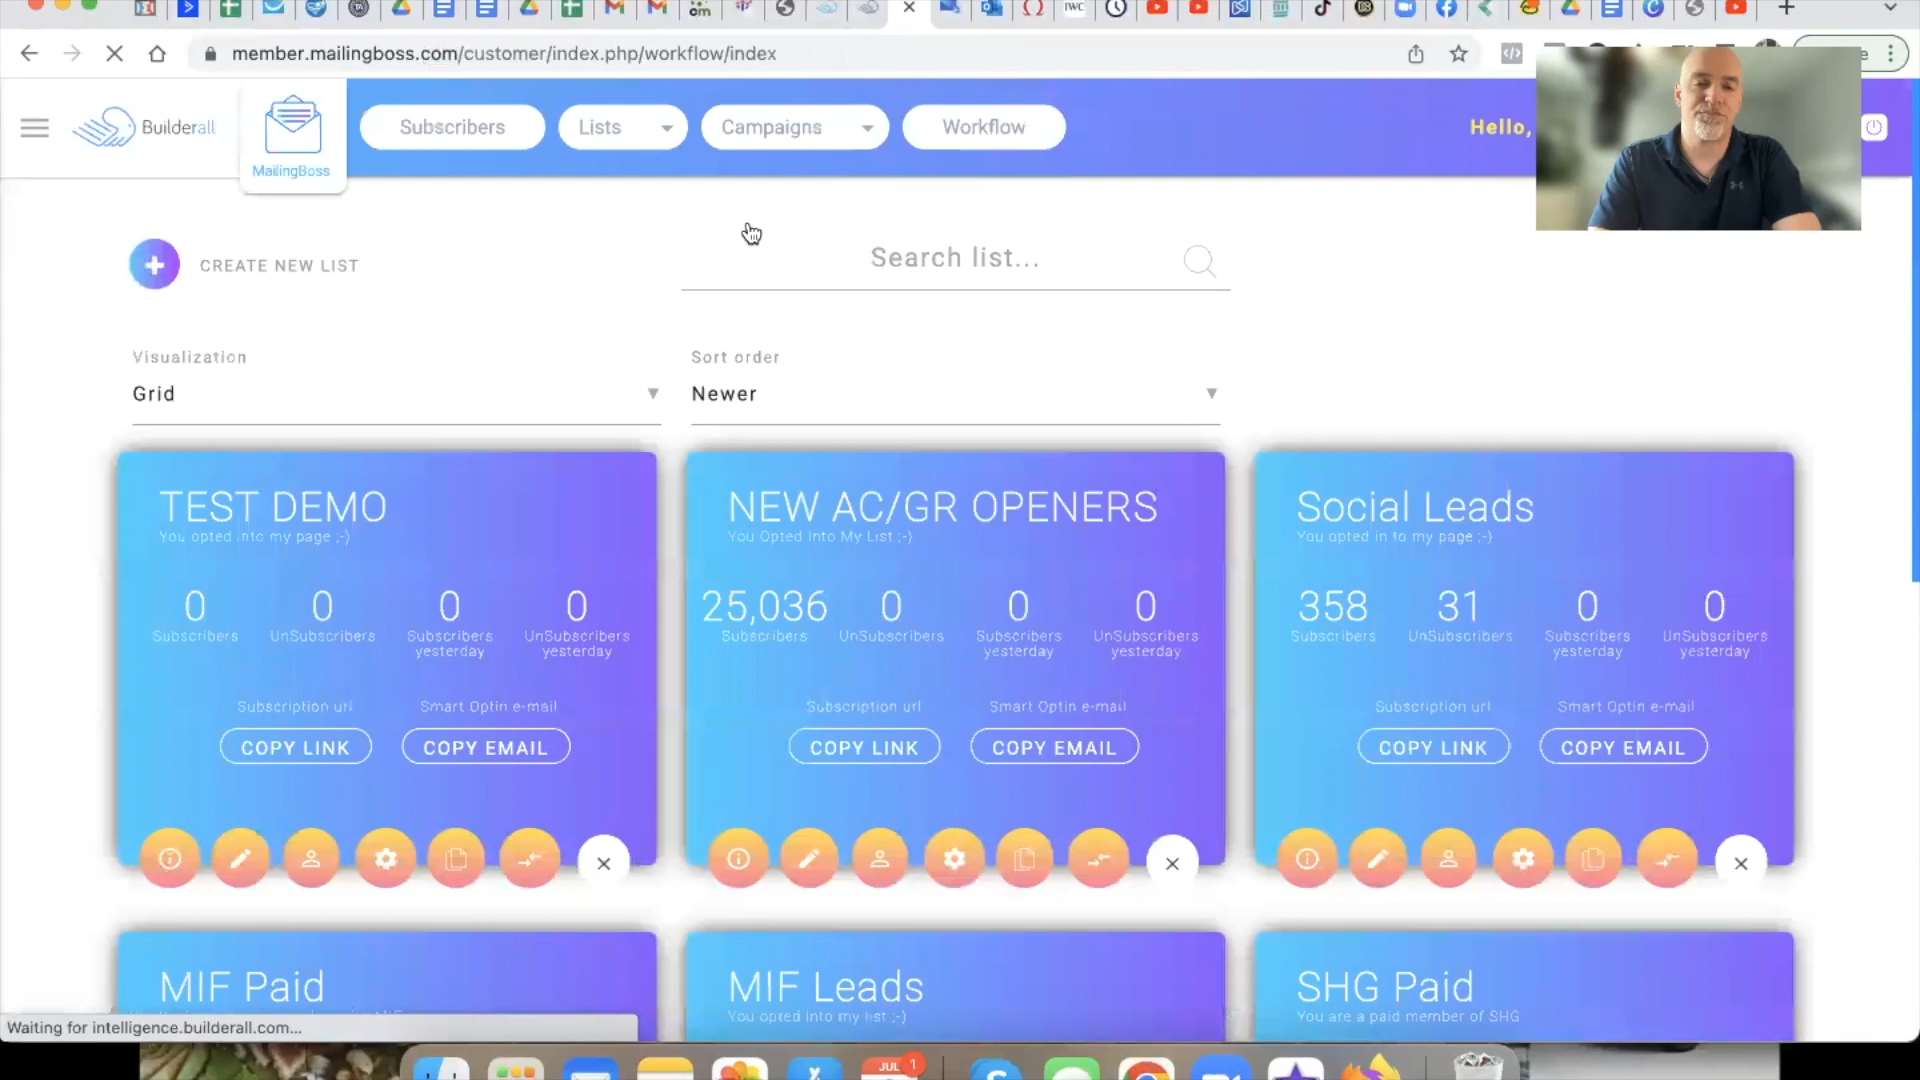 IWC
member.mailingboss.com/customer/index.php/workflow/index
Builderall
MailingBoss
Subscribers
Lists
Campaigns
Workflow
Hello,
CREATE NEW LIST
Search list...
Visualization
Grid
Sort order
Newer
TEST DEMO
You opted into my page :-)
0 0 0 0
Subscribers UnSubscribers Subscribers yesterday UnSubscribers yesterday
Subscription url Smart Optin e-mail
COPY LINK COPY EMAIL
NEW AC/GR OPENERS
You Opted Into My List :-)
25,036 0 0 0
Subscribers UnSubscribers Subscribers yesterday UnSubscribers yesterday
Subscription url Smart Optin e-mail
COPY LINK COPY EMAIL
Social Leads
You opted in to my page :-)
358 31 0 0
Subscribers UnSubscribers Subscribers yesterday UnSubscribers yesterday
Subscription url Smart Optin e-mail
COPY LINK COPY EMAIL
MIF Paid
MIF Leads
You opted into my list :-)
SHG Paid
You are a paid member of SHG
Waiting for intelligence.builderall.com...
JUL
1